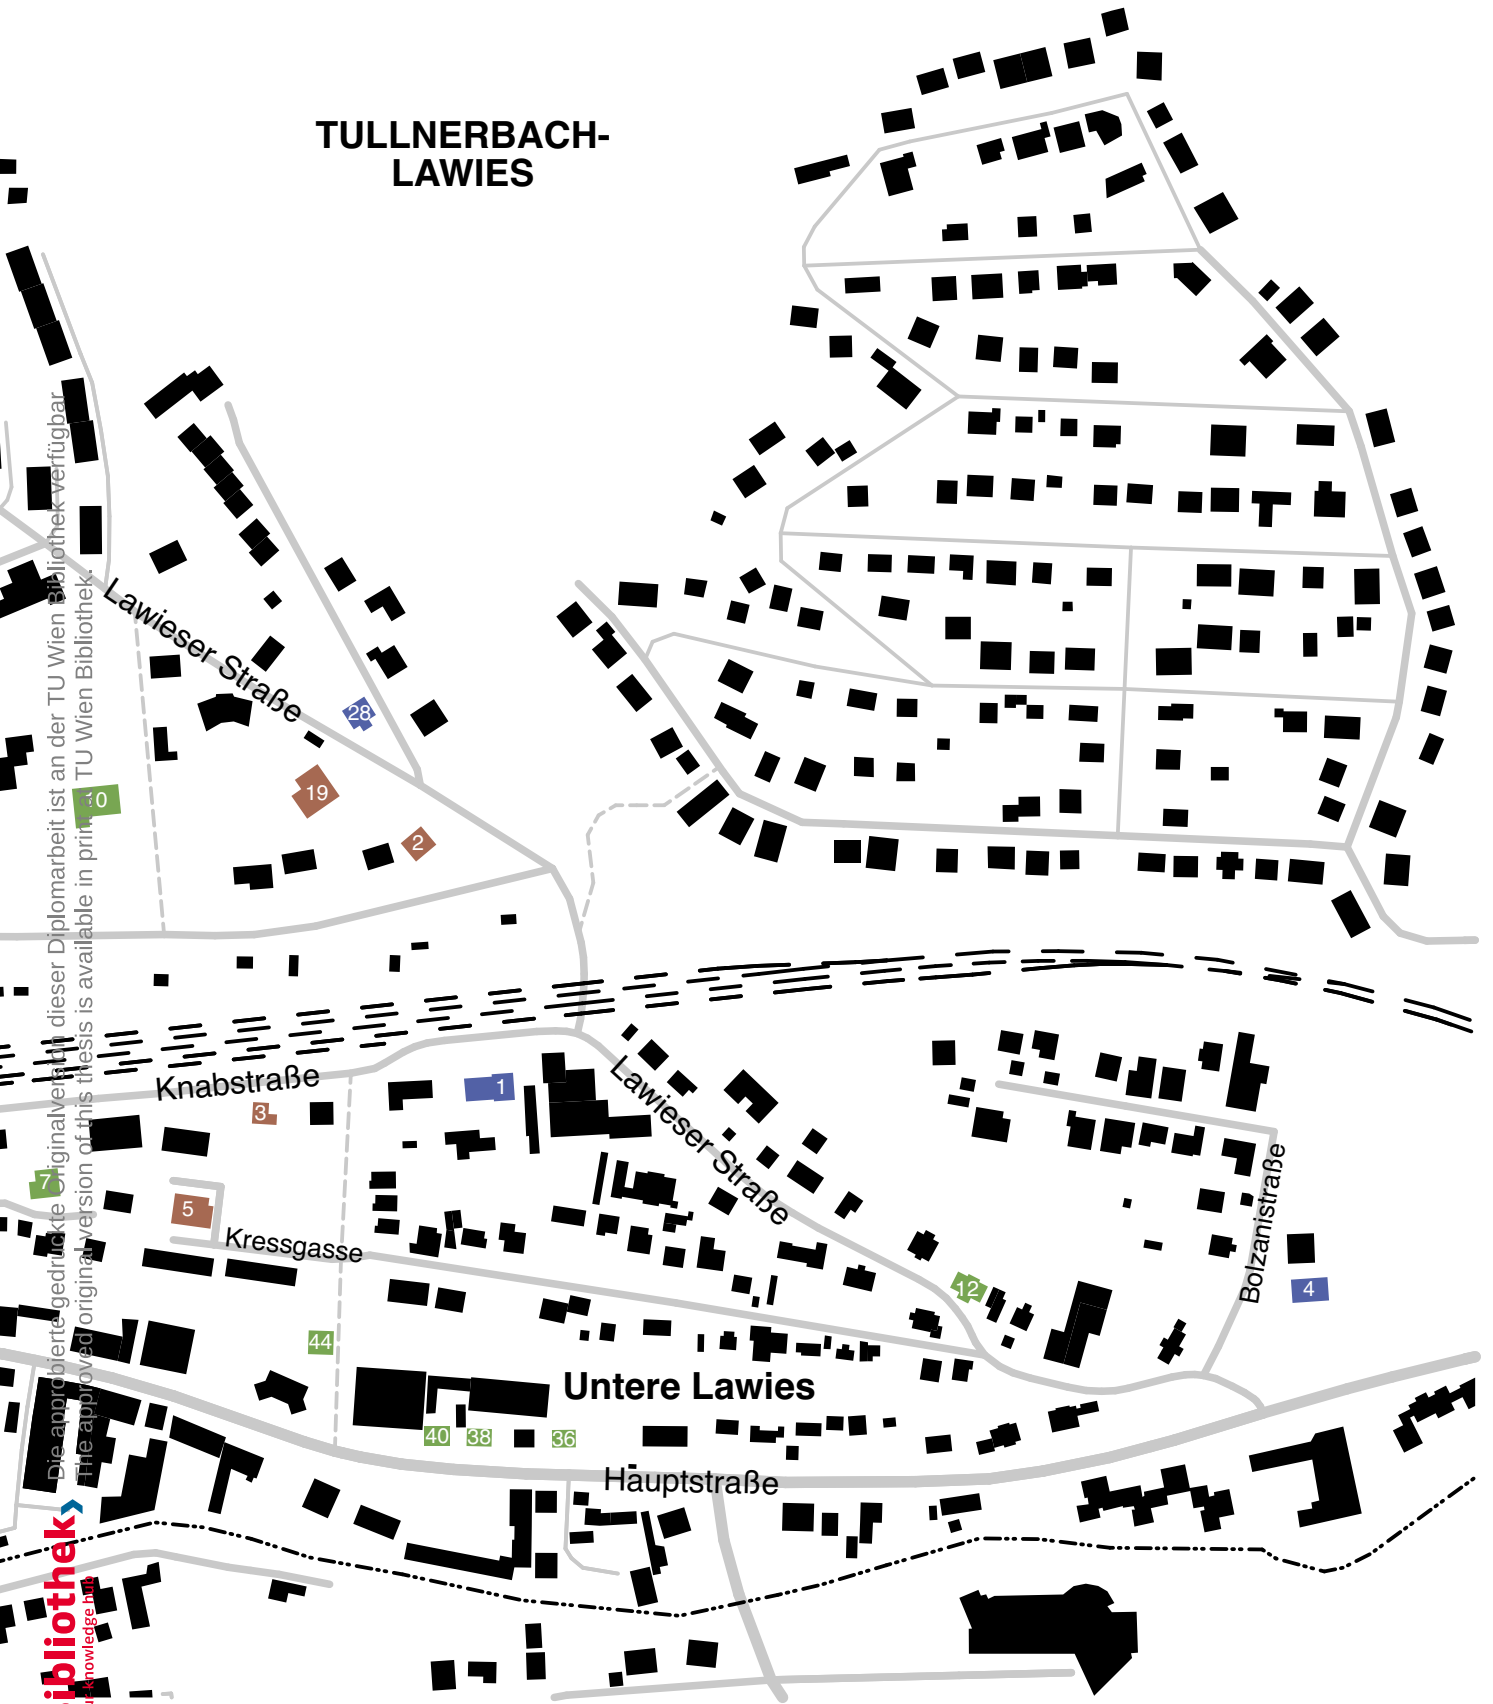 TULLNERBACH-
LAWIES
Lawieser Straße
28
19
2
Knabstraße
1
3
7
5
Kressgasse
Lawieser Straße
Bolzanistraße
12
4
44
Untere Lawies
40
38
36
Hauptstraße
Die approbierte gedruckte Originalversion dieser Diplomarbeit ist an der TU Wien Bibliothek verfügbar
The approved original version of this thesis is available in print at TU Wien Bibliothek.
knowledge hub